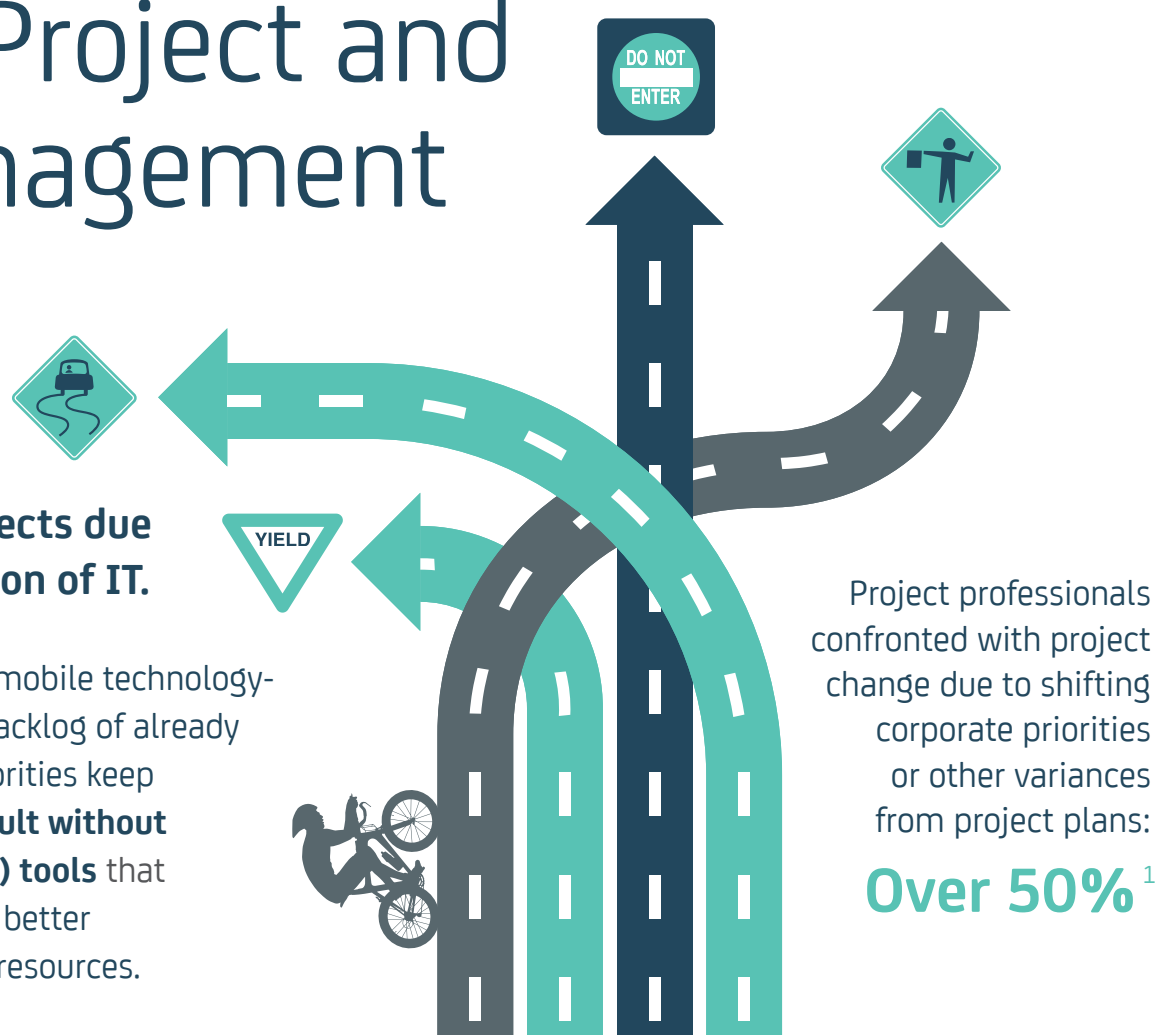 Project and
nagement
DO NOT
ENTER
ects due
on of IT.
YIELD
mobile technology-
acklog of already
orities keep
ult without
) tools that
better
resources.
Project professionals
confronted with project
change due to shifting
corporate priorities
or other variances
from project plans:
Over 50% 1